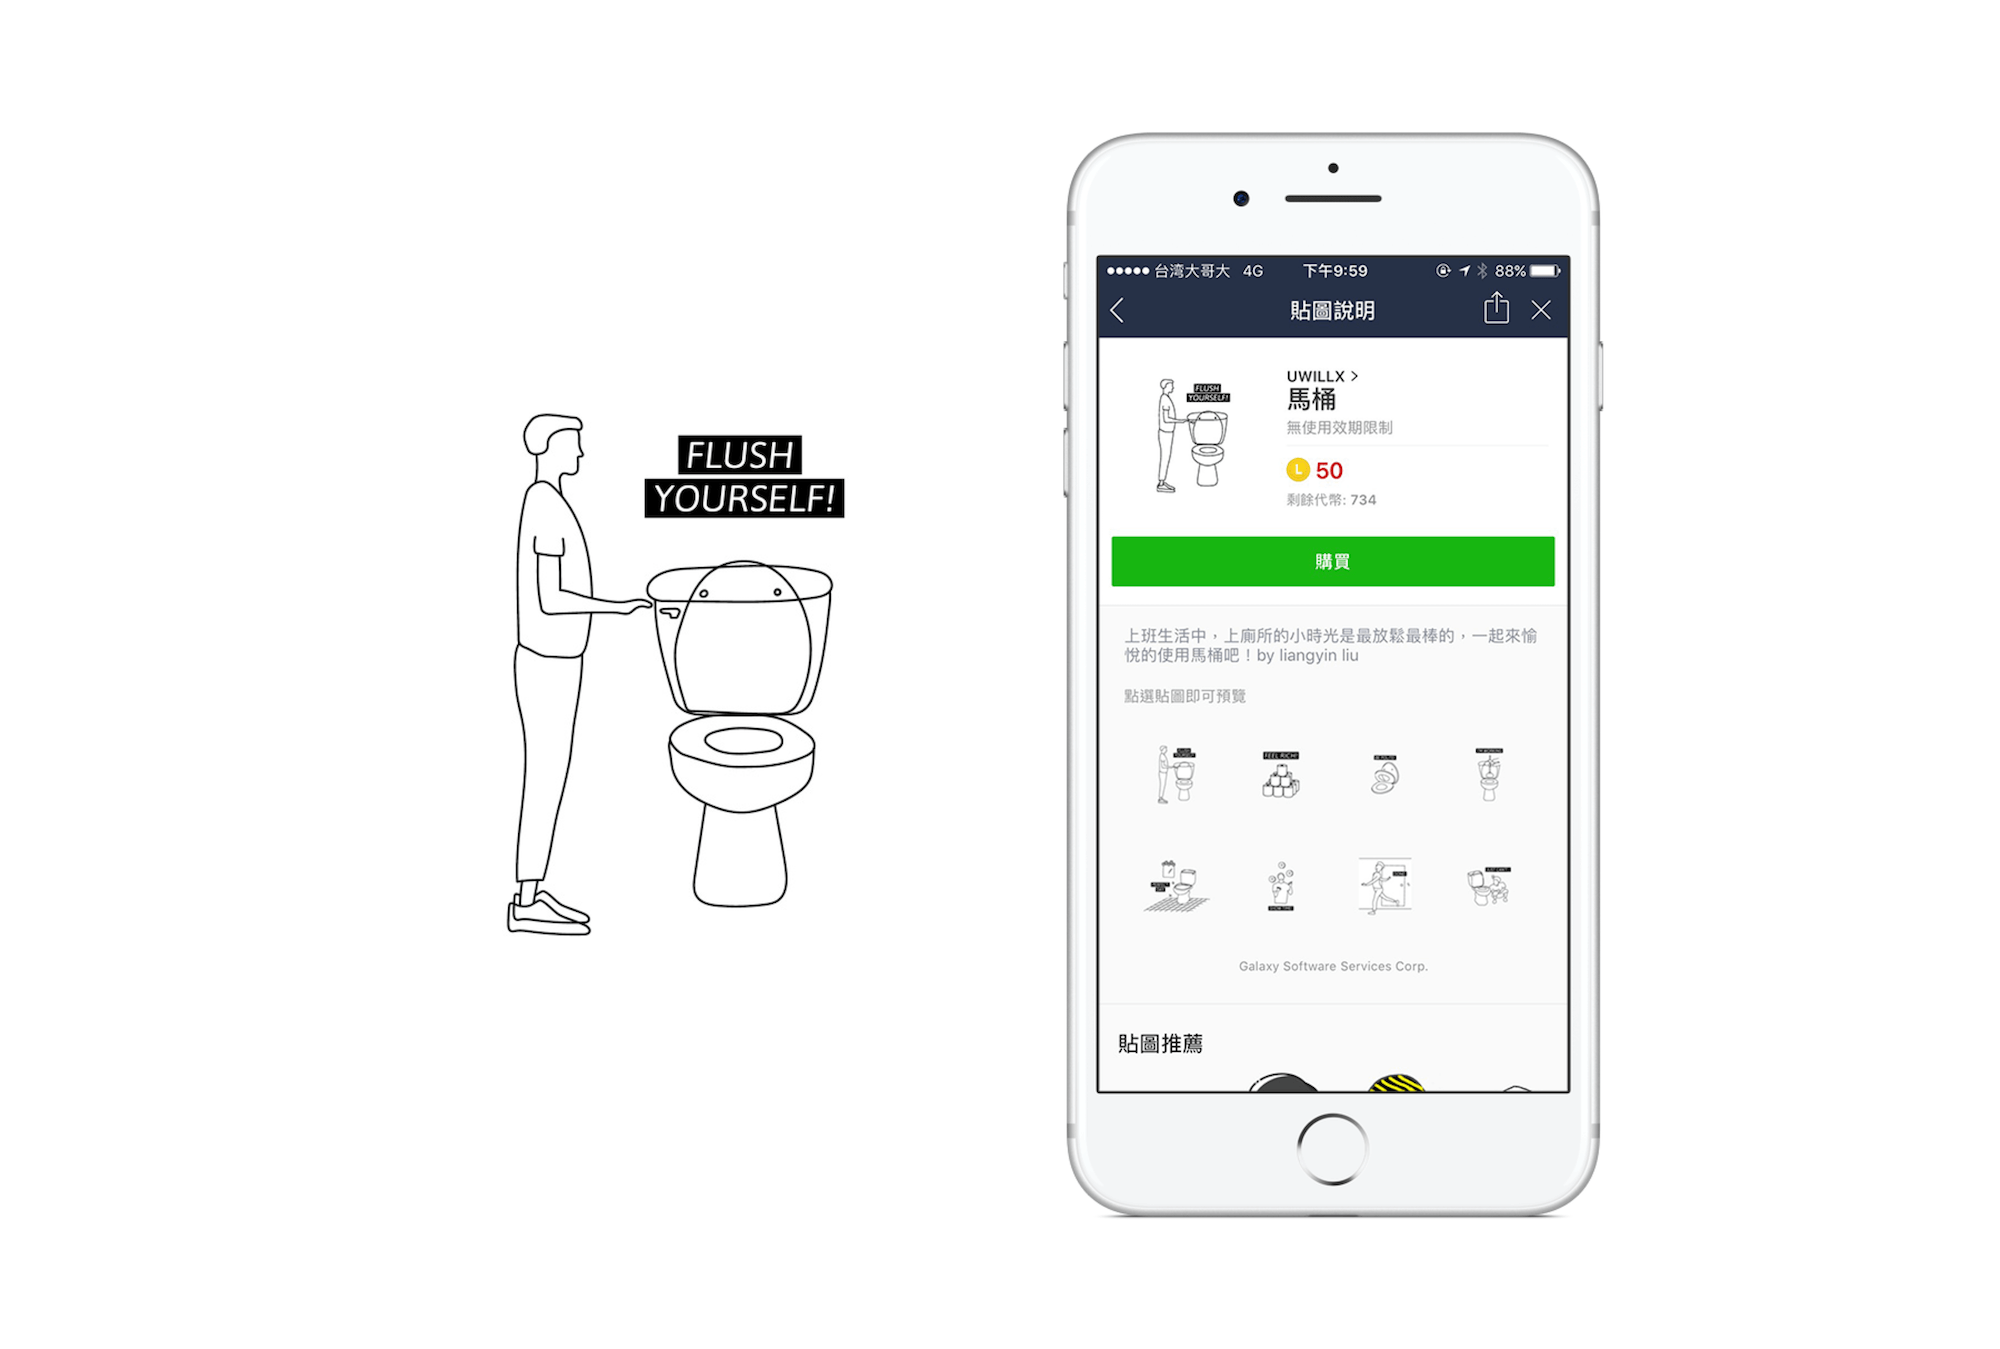 FLUSH
YOURSELF!
台湾大哥大 4G 下午9:59 88%
貼圖說明
FLUSH
YOURSELF!
UWILLX >
馬桶
無使用效期限制
L 50
剩餘代幣: 734
購買
上班生活中，上廁所的小時光是最放鬆最棒的，一起來愉
悅的使用馬桶吧！by liangyin liu
點選貼圖即可預覽
FLUSH
YOURSELF!
FEEL RICH!
Galaxy Software Services Corp.
貼圖推薦